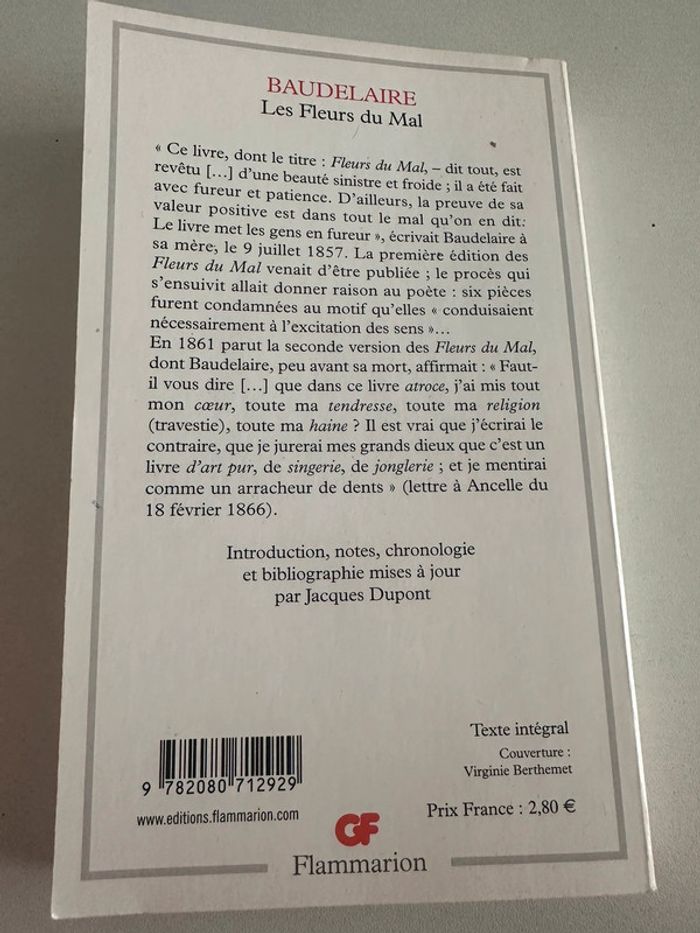 BAUDELAIRE
Les Fleurs du Mal
« Ce livre, dont le titre : Fleurs du Mal, – dit tout, est
revêtu [...] d'une beauté sinistre et froide ; il a été fait
avec fureur et patience. D'ailleurs, la preuve de sa
valeur positive est dans tout le mal qu'on en dit.
Le livre met les gens en fureur », écrivait Baudelaire à
sa mère, le 9 juillet 1857. La première édition des
Fleurs du Mal venait d'être publiée ; le procès qui
s'ensuivit allait donner raison au poète : six pièces
furent condamnées au motif qu'elles « conduisaient
nécessairement à l'excitation des sens »...
En 1861 parut la seconde version des Fleurs du Mal,
dont Baudelaire, peu avant sa mort, affirmait : « Faut-
il vous dire [...] que dans ce livre atroce, j'ai mis tout
mon cœur, toute ma tendresse, toute ma religion
(travestie), toute ma haine ? Il est vrai que j'écrirai le
contraire, que je jurerai mes grands dieux que c'est un
livre d'art pur, de singerie, de jonglerie ; et je mentirai
comme un arracheur de dents » (lettre à Ancelle du
18 février 1866).
Introduction, notes, chronologie
et bibliographie mises à jour
par Jacques Dupont
Texte intégral
Couverture :
Virginie Berthemet
9 782080 712929
www.editions.flammarion.com
Prix France : 2,80 €
GF
Flammarion